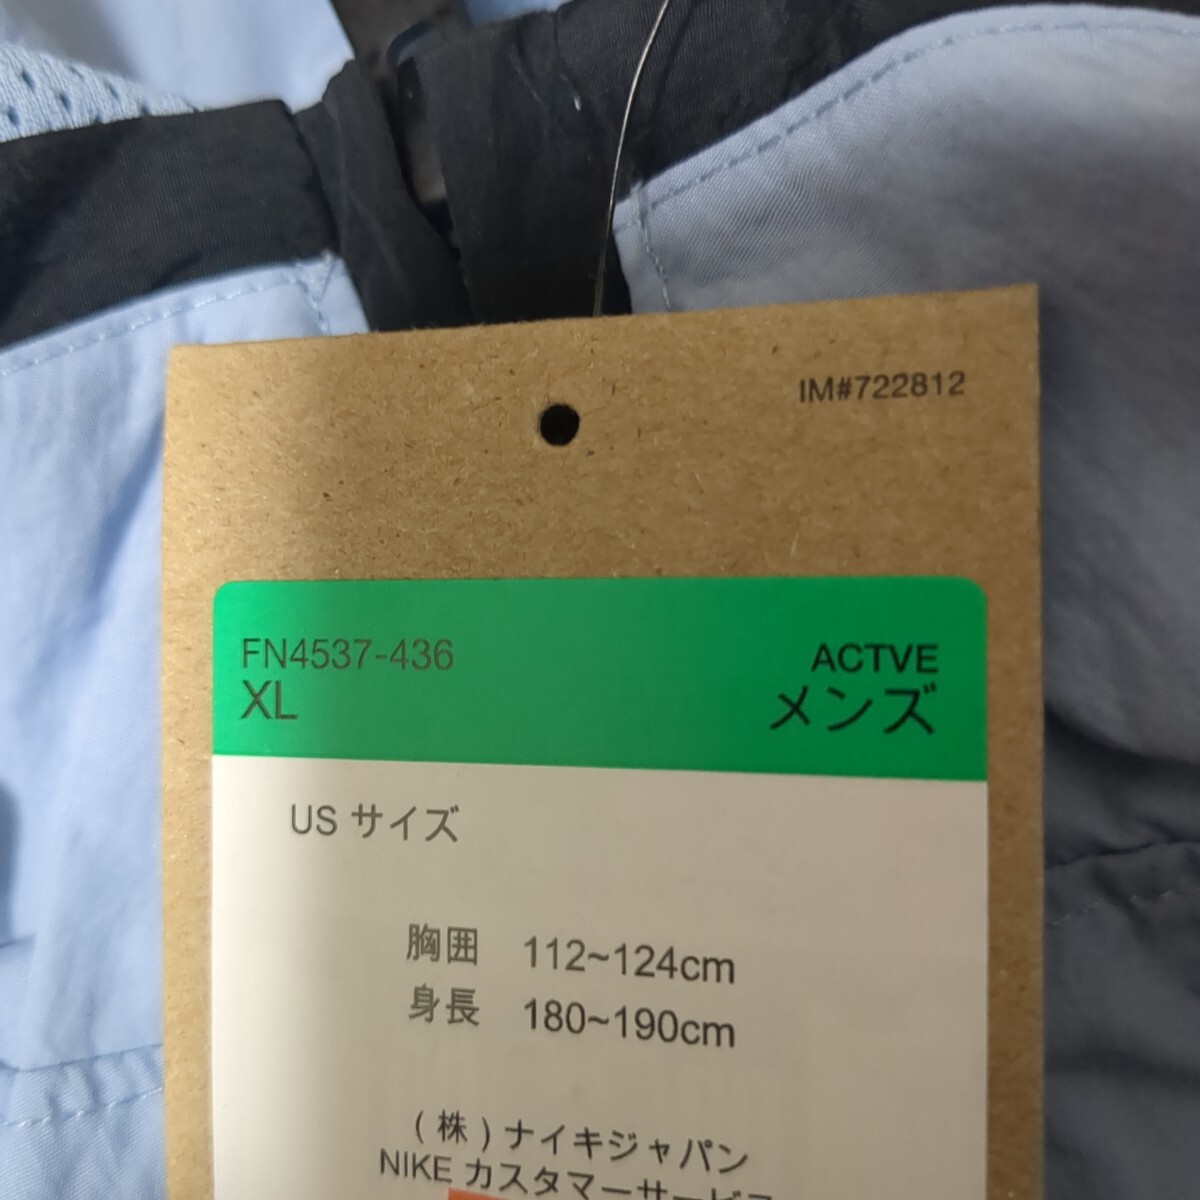 IM#722812
FN4537-436
XL
ACTVE
メンズ
US サイズ
胸囲 112~124cm
身長 180~190cm
(株)ナイキジャパン
NIKE カスタマーサービス